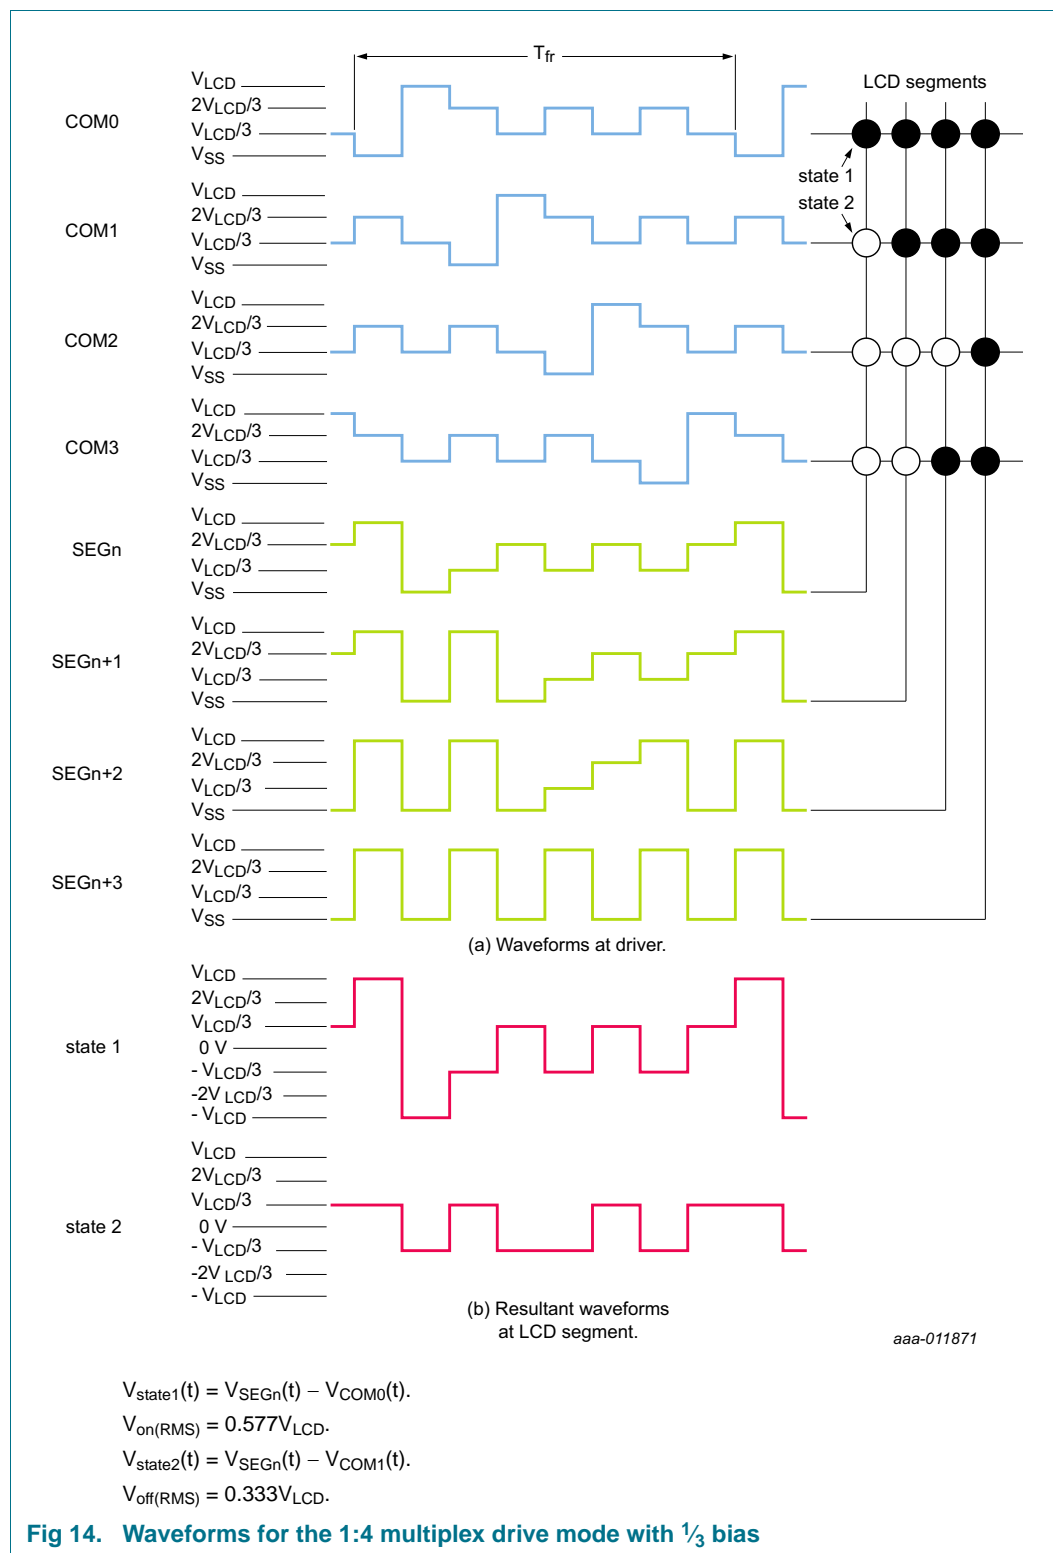 T_fr
LCD segments
COM0
V_LCD
2V_LCD/3
V_LCD/3
V_SS
state 1
state 2
COM1
V_LCD
2V_LCD/3
V_LCD/3
V_SS
COM2
V_LCD
2V_LCD/3
V_LCD/3
V_SS
COM3
V_LCD
2V_LCD/3
V_LCD/3
V_SS
SEGn
V_LCD
2V_LCD/3
V_LCD/3
V_SS
SEGn+1
V_LCD
2V_LCD/3
V_LCD/3
V_SS
SEGn+2
V_LCD
2V_LCD/3
V_LCD/3
V_SS
SEGn+3
V_LCD
2V_LCD/3
V_LCD/3
V_SS
(a) Waveforms at driver.
state 1
V_LCD
2V_LCD/3
V_LCD/3
0 V
- V_LCD/3
-2V_LCD/3
- V_LCD
state 2
V_LCD
2V_LCD/3
V_LCD/3
0 V
- V_LCD/3
-2V_LCD/3
- V_LCD
(b) Resultant waveforms
at LCD segment.
aaa-011871
V_state1(t) = V_SEGn(t) − V_COM0(t).
V_on(RMS) = 0.577V_LCD.
V_state2(t) = V_SEGn(t) − V_COM1(t).
V_off(RMS) = 0.333V_LCD.
Fig 14. Waveforms for the 1:4 multiplex drive mode with 1⁄3 bias